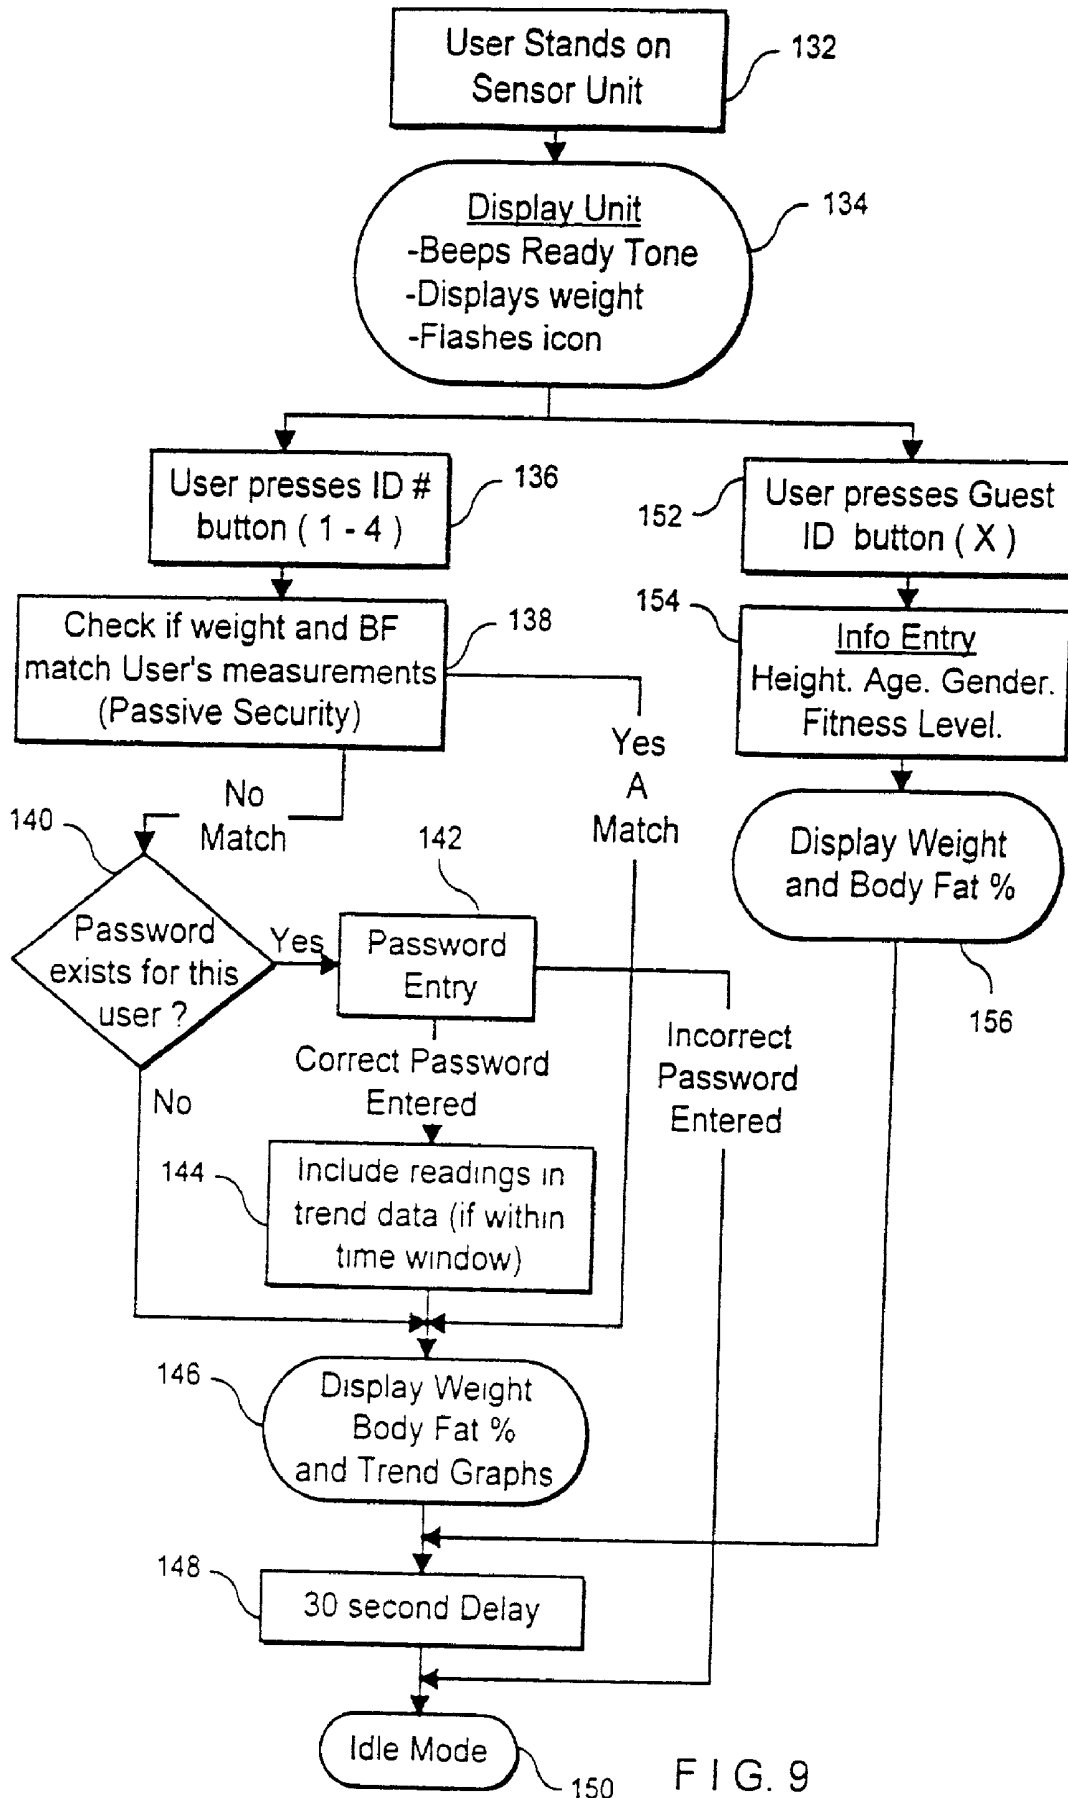 User Stands on
Sensor Unit
132
Display Unit
-Beeps Ready Tone
-Displays weight
-Flashes icon
134
User presses ID #
button ( 1 - 4 )
136
152
User presses Guest
ID button ( X )
Check if weight and BF
match User's measurements
(Passive Security)
138
154
Info Entry
Height. Age. Gender.
Fitness Level.
Yes
A
Match
No
Match
140
Password
exists for this
user ?
Yes
No
142
Password
Entry
Display Weight
and Body Fat %
156
Correct Password
Entered
Incorrect
Password
Entered
144
Include readings in
trend data (if within
time window)
146
Display Weight
Body Fat %
and Trend Graphs
148
30 second Delay
Idle Mode
150
FIG. 9